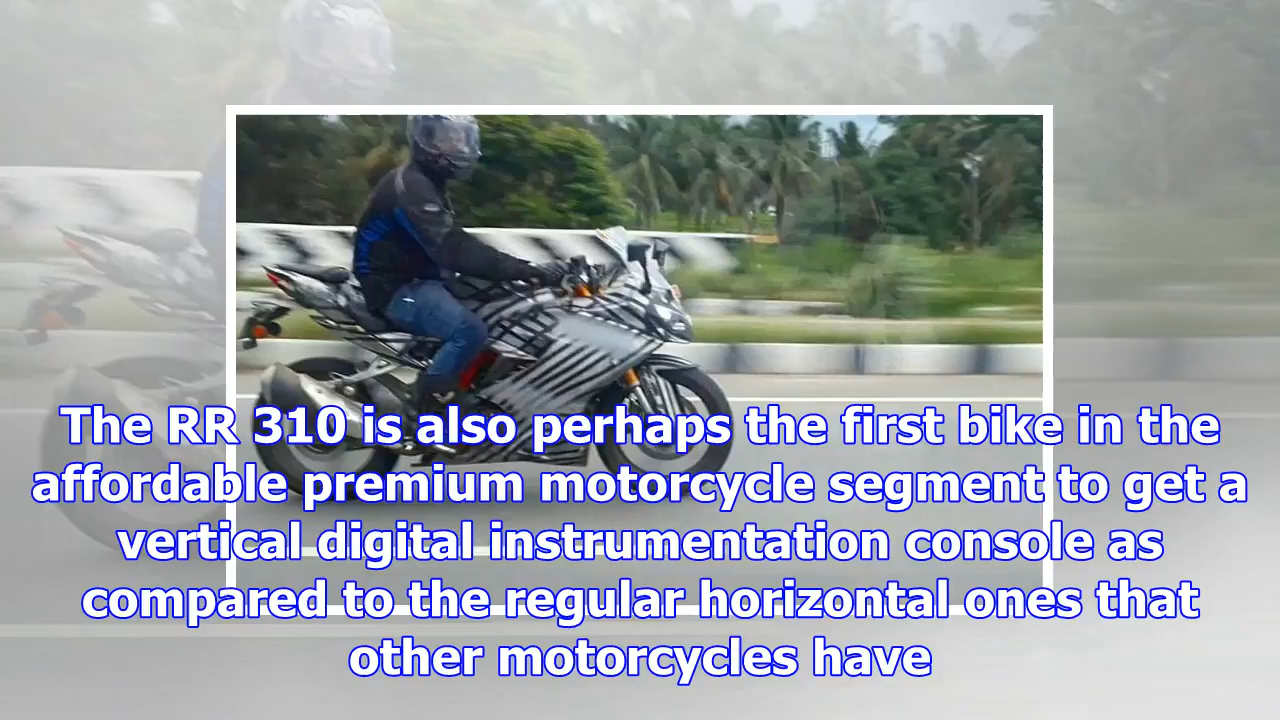 The RR 310 is also perhaps the first bike in the
affordable premium motorcycle segment to get a
vertical digital instrumentation console as
compared to the regular horizontal ones that
other motorcycles have